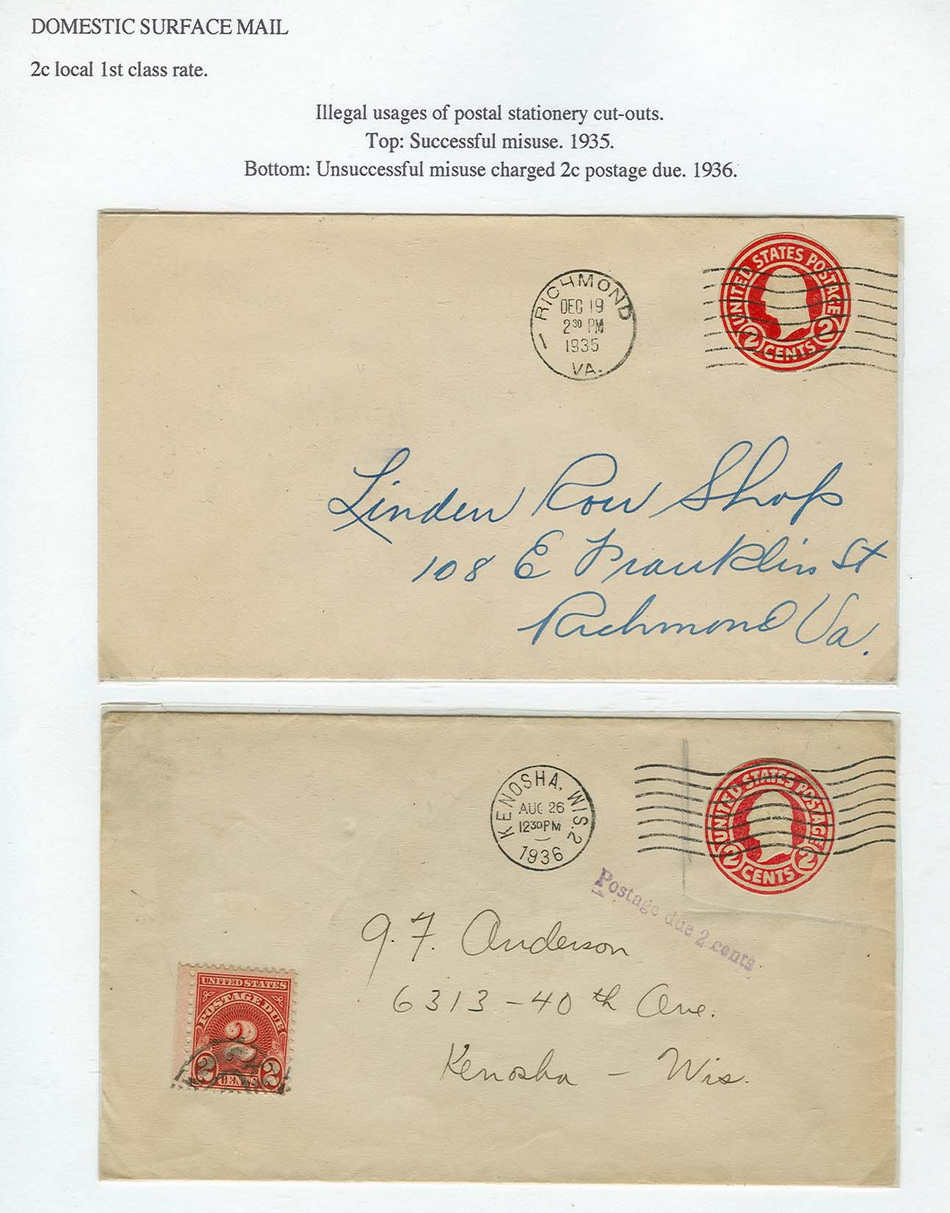 DOMESTIC SURFACE MAIL
2c local 1st class rate.
Illegal usages of postal stationery cut-outs.
Top: Successful misuse. 1935.
Bottom: Unsuccessful misuse charged 2c postage due. 1936.
RICHMOND
DEC 19
2 30 PM
1935
VA.
UNITED STATES POSTAGE
2 CENTS 2
Linden Row Shop
108 E Franklin St
Richmond Va.
KENOSHA, WIS. 2
AUG 26
12 30 PM
1936
UNITED STATES POSTAGE
2 CENTS 2
Postage due 2 cents
9. F. Anderson
6313 - 40 th Ave.
Kenosha - Wis.
UNITED STATES
POSTAGE DUE
2
2 CENTS 2